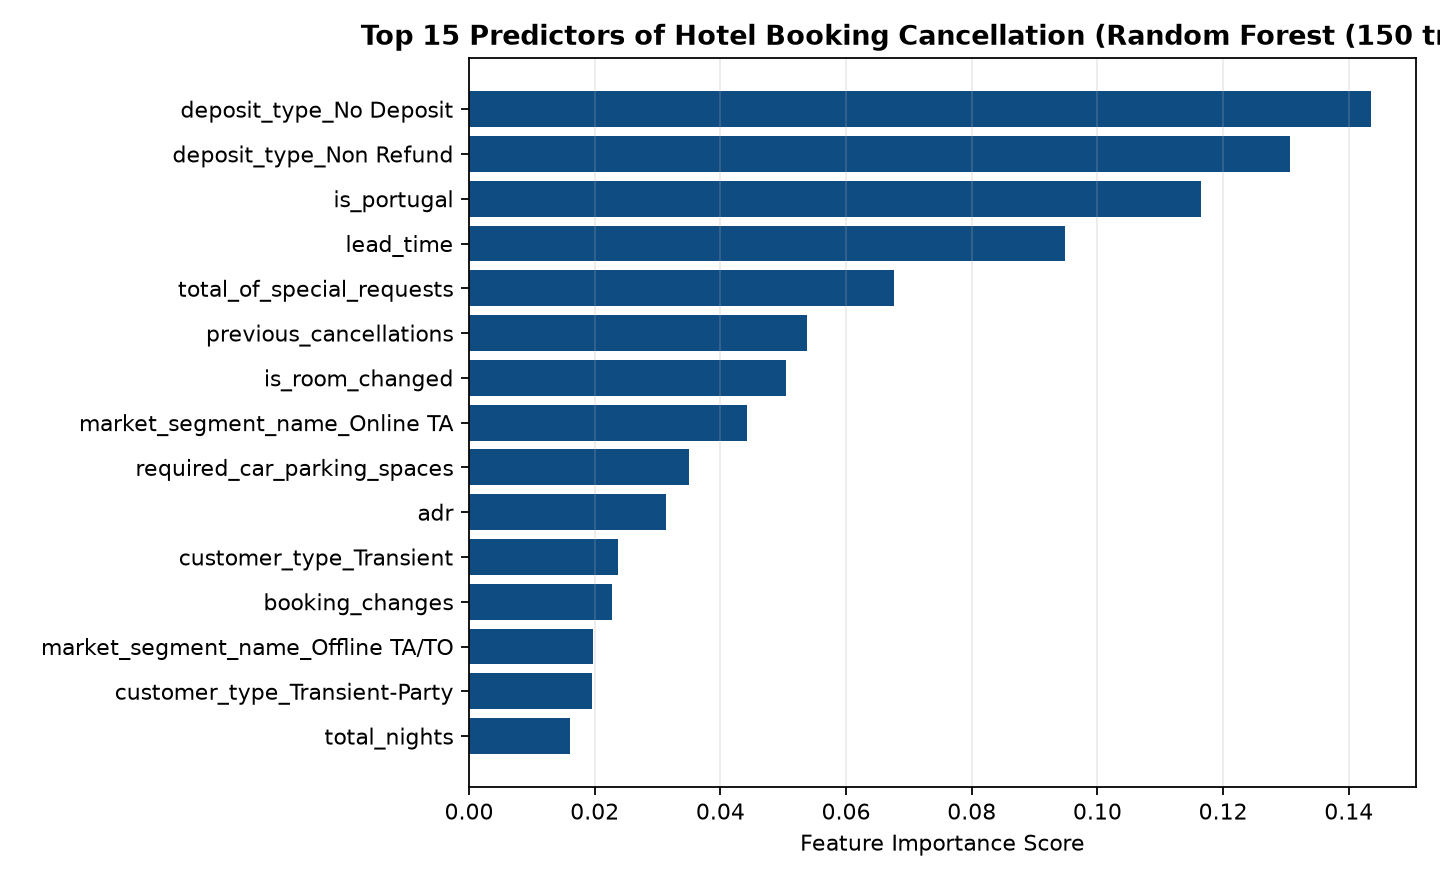 Top 15 Predictors of Hotel Booking Cancellation (Random Forest (150
deposit_type_No Deposit
deposit_type_Non Refund
is_portugal
lead_time
total_of_special_requests
previous_cancellations
is_room_changed
market_segment_name_Online TA
required_car_parking_spaces
adr
customer_type_Transient
booking_changes
market_segment_name_Offline TA/TO
customer_type_Transient-Party
total_nights
0.00 0.02 0.04 0.06 0.08 0.10 0.12 0.14
Feature Importance Score